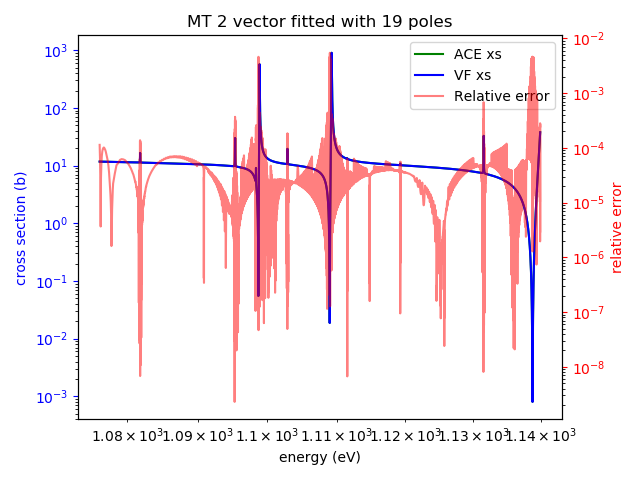 MT 2 vector fitted with 19 poles
ACE xs
VF xs
Relative error
cross section (b)
10³
10²
10¹
10⁰
10⁻¹
10⁻²
10⁻³
10⁻²
10⁻³
10⁻⁴
10⁻⁵
10⁻⁶
10⁻⁷
10⁻⁸
relative error
1.08×10³ 1.09×10³ 1.1×10³ 1.11×10³ 1.12×10³ 1.13×10³ 1.14×10³
energy (eV)